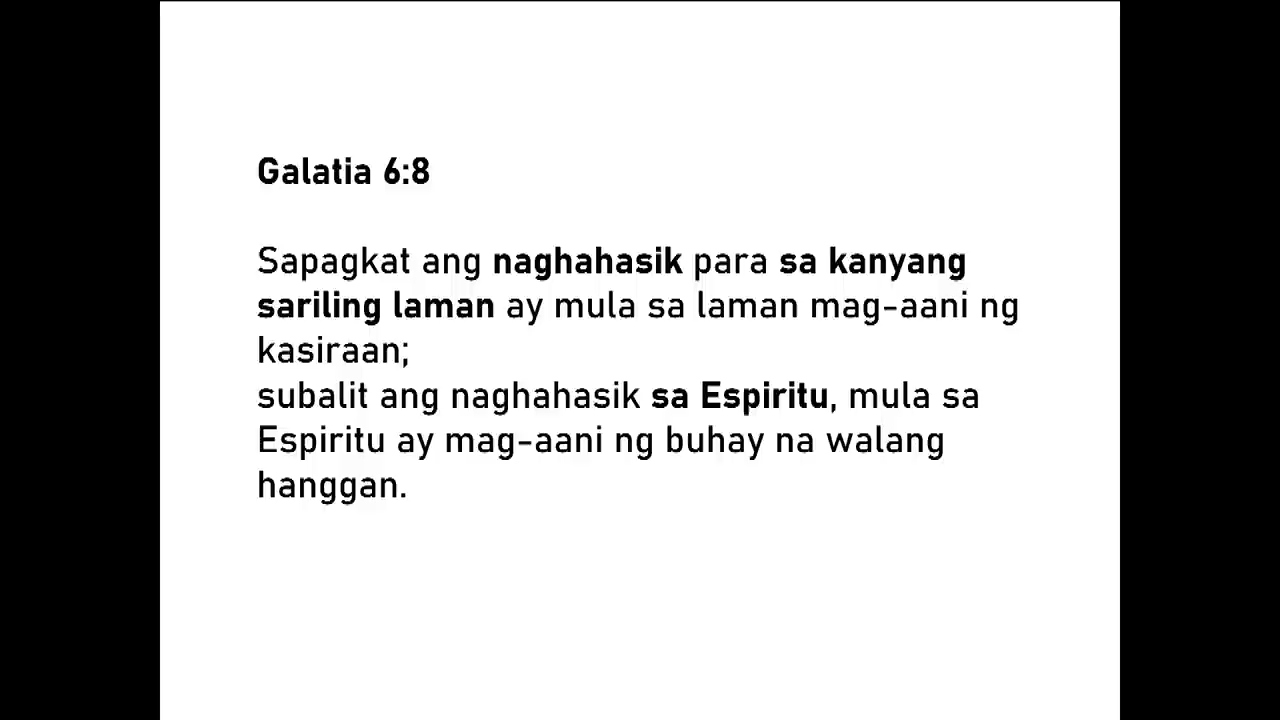 Galatia 6:8
Sapagkat ang naghahasik para sa kanyang
sariling laman ay mula sa laman mag-aani ng
kasiraan;
subalit ang naghahasik sa Espiritu, mula sa
Espiritu ay mag-aani ng buhay na walang
hanggan.